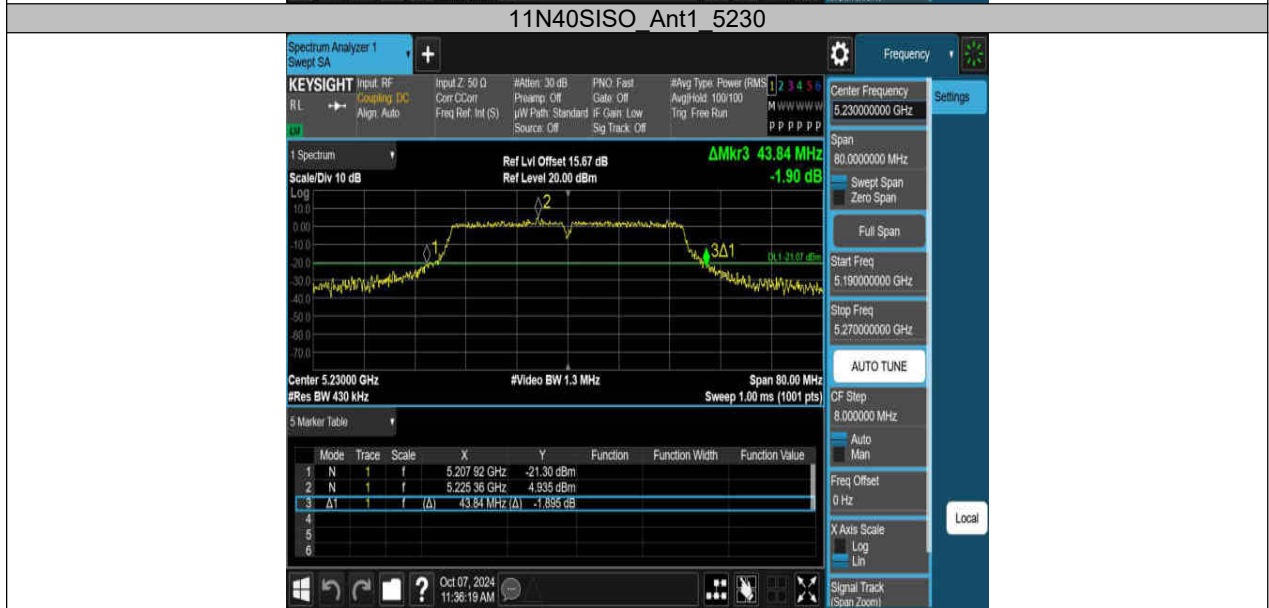 11N40SISO_Ant1_5230
Spectrum Analyzer 1
Swept SA
Frequency
KEYSIGHT
RL
LM
Input: RF
Coupling: DC
Align: Auto
Input Z: 50 Ω
Corr CCorr
Freq Ref: Int (S)
#Atten: 30 dB
Preamp: Off
µW Path: Standard
Source: Off
PNO: Fast
Gate: Off
IF Gain: Low
Sig Track: Off
#Avg Type: Power (RMS
Avg|Hold: 100/100
Trig: Free Run
1 2 3 4 5 6
M W W W W W
P P P P P P
Center Frequency
5.230000000 GHz
Settings
Span
80.0000000 MHz
Swept Span
Zero Span
Full Span
Start Freq
5.190000000 GHz
Stop Freq
5.270000000 GHz
AUTO TUNE
CF Step
8.000000 MHz
Auto
Man
Freq Offset
0 Hz
X Axis Scale
Log
Lin
Signal Track
(Span Zoom)
Local
1 Spectrum
Scale/Div 10 dB
Ref Lvl Offset 15.67 dB
Ref Level 20.00 dBm
ΔMkr3 43.84 MHz
-1.90 dB
Log
10.0
0.00
-10.0
-20.0
-30.0
-40.0
-50.0
-60.0
-70.0
1
2
3Δ1
DL1 -21.07 dBm
Center 5.23000 GHz
#Video BW 1.3 MHz
Span 80.00 MHz
#Res BW 430 kHz
Sweep 1.00 ms (1001 pts)
5 Marker Table
Mode Trace Scale X Y Function Function Width Function Value
1 N 1 f 5.207 92 GHz -21.30 dBm
2 N 1 f 5.225 36 GHz 4.935 dBm
3 Δ1 1 f (Δ) 43.84 MHz (Δ) -1.895 dB
4
5
6
?
Oct 07, 2024
11:36:19 AM